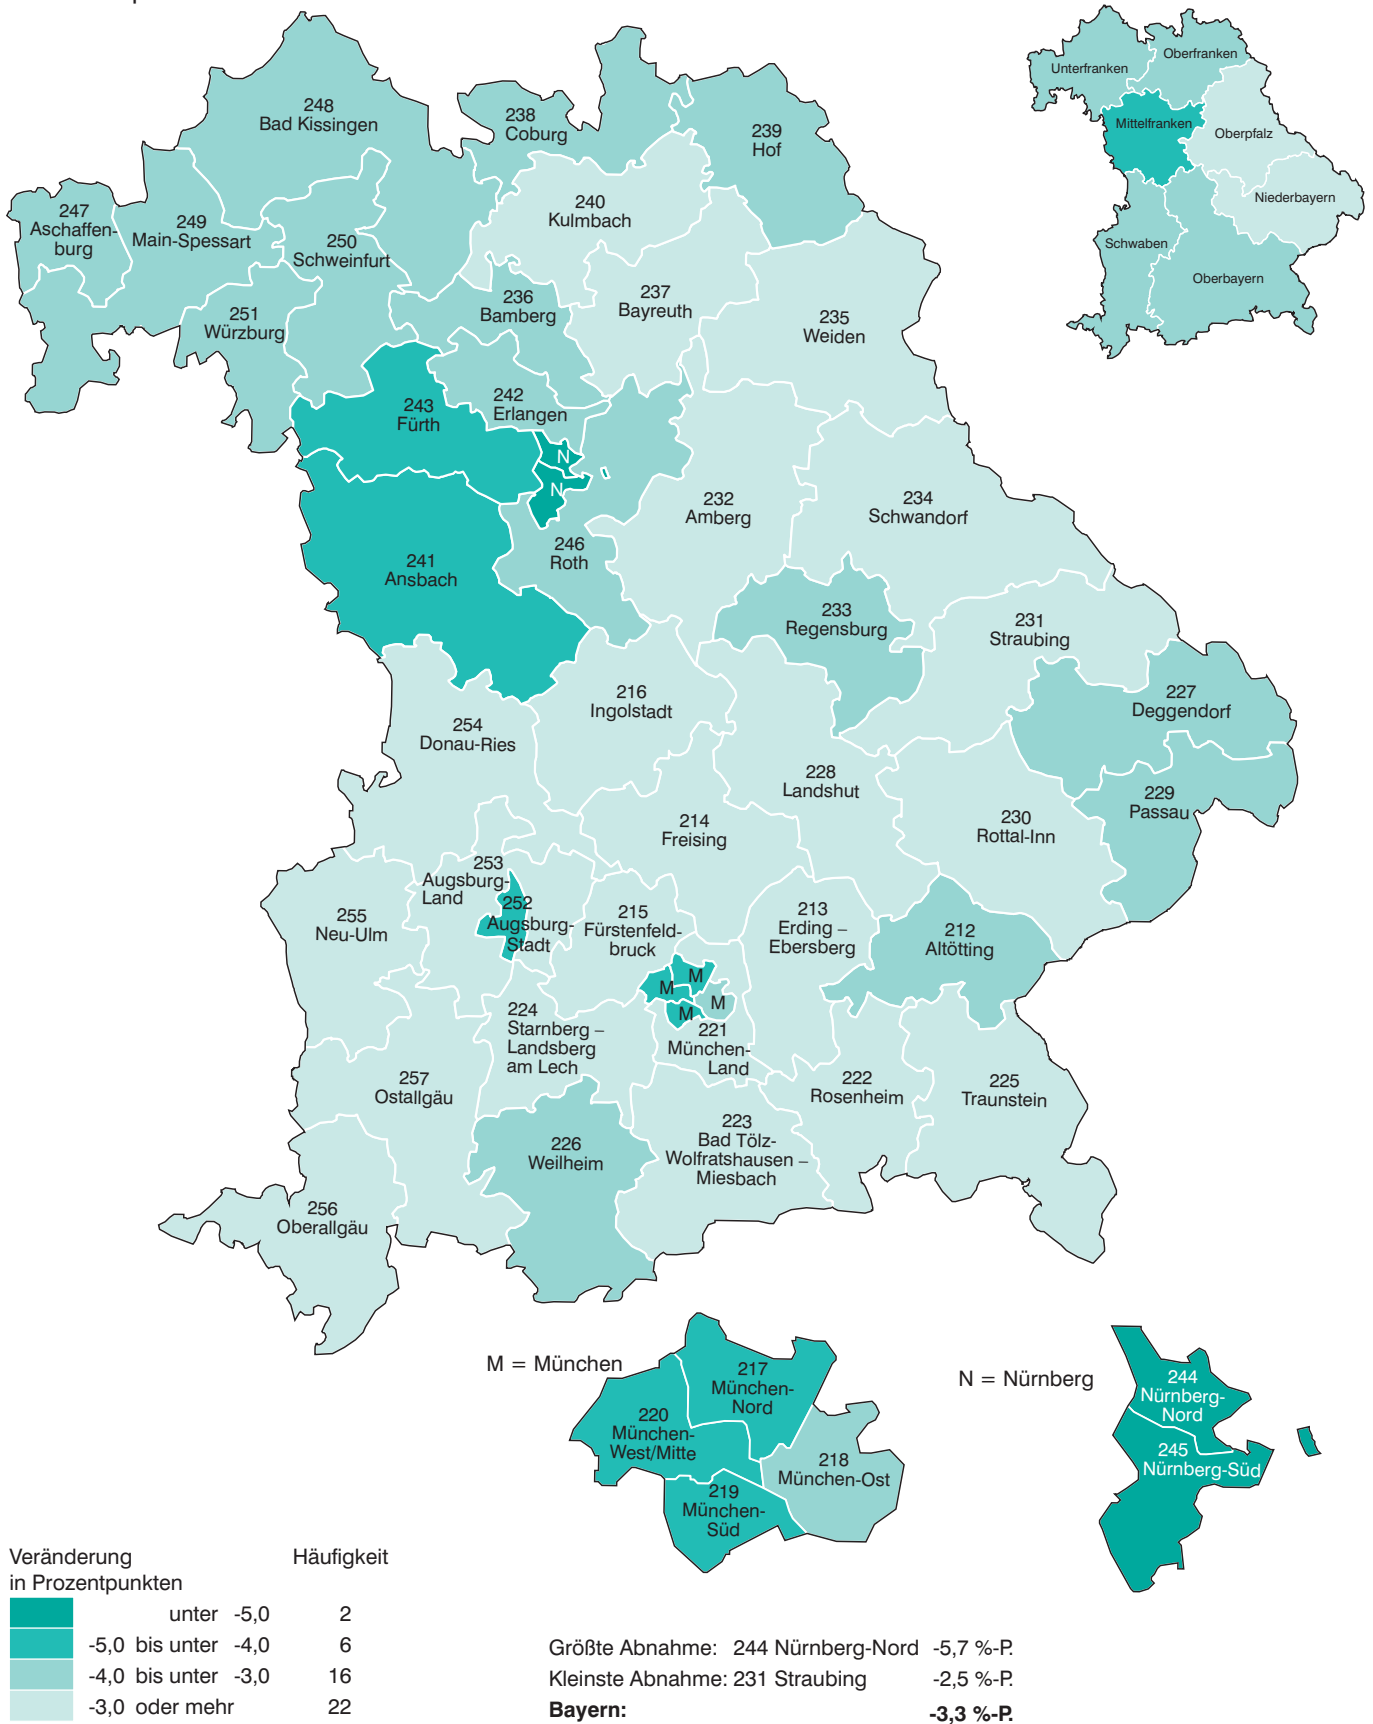 248
Bad Kissingen
238
Coburg
239
Hof
240
Kulmbach
247
Aschaffen-
burg
249
Main-Spessart
250
Schweinfurt
251
Würzburg
236
Bamberg
237
Bayreuth
235
Weiden
243
Fürth
242
Erlangen
N
N
232
Amberg
234
Schwandorf
241
Ansbach
246
Roth
233
Regensburg
231
Straubing
227
Deggendorf
216
Ingolstadt
254
Donau-Ries
228
Landshut
229
Passau
230
Rottal-Inn
214
Freising
253
Augsburg-
Land
252
Augsburg-
Stadt
255
Neu-Ulm
215
Fürstenfeld-
bruck
213
Erding –
Ebersberg
212
Altötting
M
M
M
M
221
München-
Land
224
Starnberg –
Landsberg
am Lech
257
Ostallgäu
222
Rosenheim
225
Traunstein
226
Weilheim
223
Bad Tölz-
Wolfratshausen –
Miesbach
256
Oberallgäu
Unterfranken
Oberfranken
Mittelfranken
Oberpfalz
Niederbayern
Schwaben
Oberbayern
M = München
217
München-
Nord
220
München-
West/Mitte
218
München-Ost
219
München-
Süd
N = Nürnberg
244
Nürnberg-
Nord
245
Nürnberg-Süd
Veränderung Häufigkeit
in Prozentpunkten
unter -5,0 2
-5,0 bis unter -4,0 6
-4,0 bis unter -3,0 16
-3,0 oder mehr 22
Größte Abnahme: 244 Nürnberg-Nord -5,7 %-P.
Kleinste Abnahme: 231 Straubing -2,5 %-P.
Bayern: -3,3 %-P.